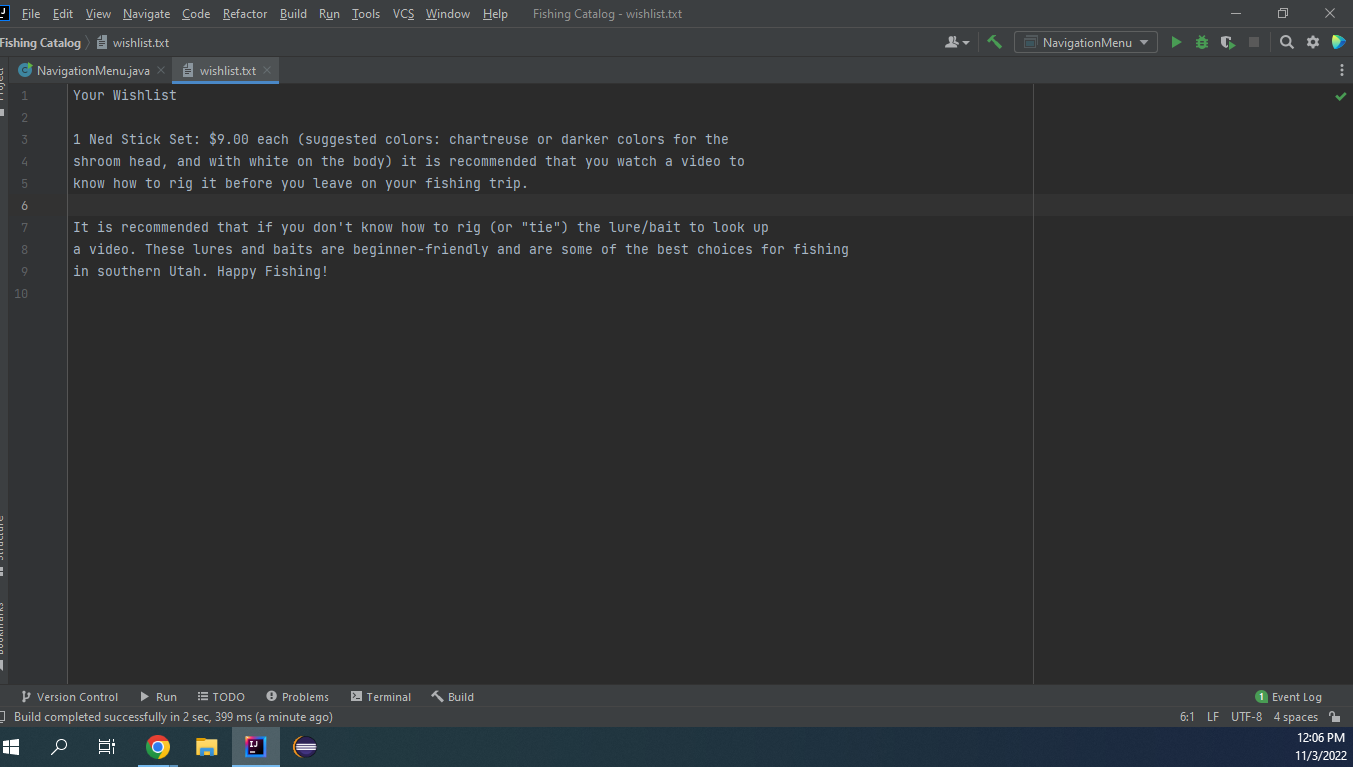 File Edit View Navigate Code Refactor Build Run Tools VCS Window Help Fishing Catalog - wishlist.txt
Fishing Catalog wishlist.txt NavigationMenu
NavigationMenu.java wishlist.txt
1 Your Wishlist
2
3 1 Ned Stick Set: $9.00 each (suggested colors: chartreuse or darker colors for the
4 shroom head, and with white on the body) it is recommended that you watch a video to
5 know how to rig it before you leave on your fishing trip.
6
7 It is recommended that if you don't know how to rig (or "tie") the lure/bait to look up
8 a video. These lures and baits are beginner-friendly and are some of the best choices for fishing
9 in southern Utah. Happy Fishing!
10
Version Control Run TODO Problems Terminal Build 1 Event Log
Build completed successfully in 2 sec, 399 ms (a minute ago) 6:1 LF UTF-8 4 spaces
12:06 PM
11/3/2022